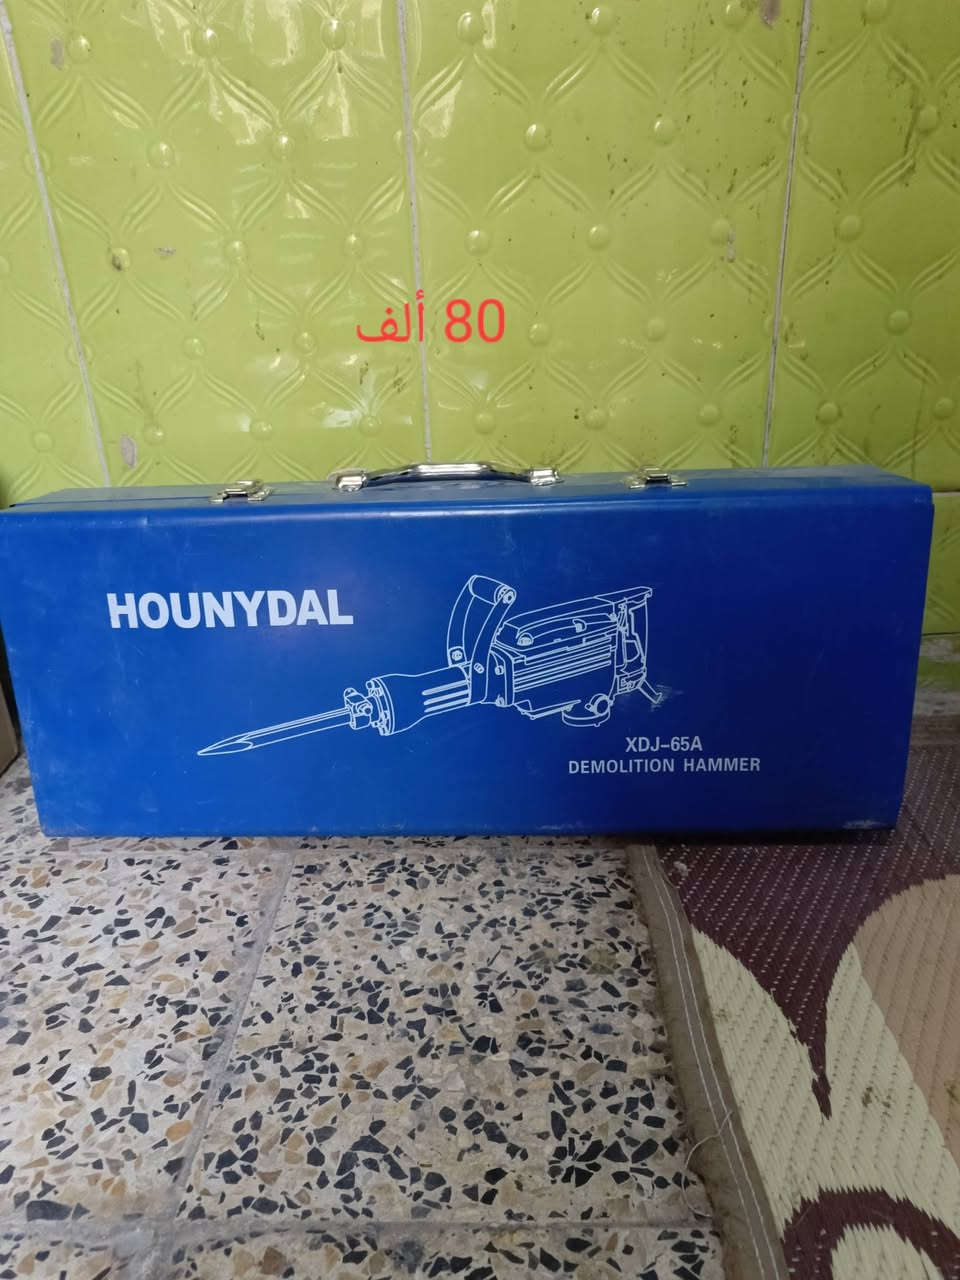 80 ألف
HOUNYDAL
XDJ-65A
DEMOLITION HAMMER